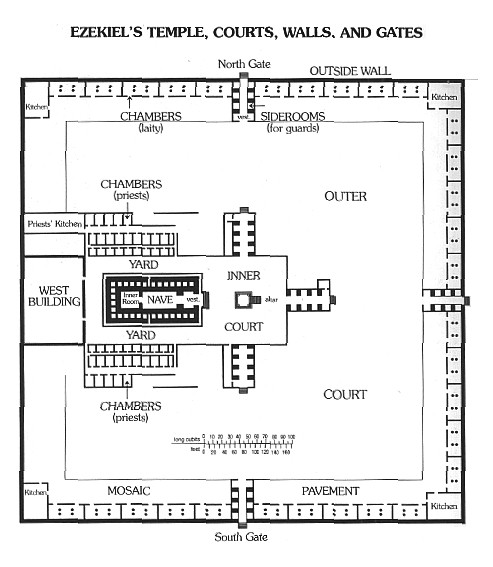 EZEKIEL'S TEMPLE, COURTS, WALLS. AND GATES
North Gate
OUTSIDE WALL
Kitchen
Kitchen
vest.
CHAMBERS
(laity)
SIDEROOMS
(for guards)
CHAMBERS
(priests)
OUTER
Priests' Kitchen
YARD
INNER
WEST
BUILDING
Inner
Room
NAVE
vest.
altar
COURT
YARD
COURT
CHAMBERS
(priests)
long cubits
0 10 20 30 40 50 60 70 80 90 100
feet
0 20 40 60 80 100 120 140 160
Kitchen
MOSAIC
PAVEMENT
Kitchen
South Gate